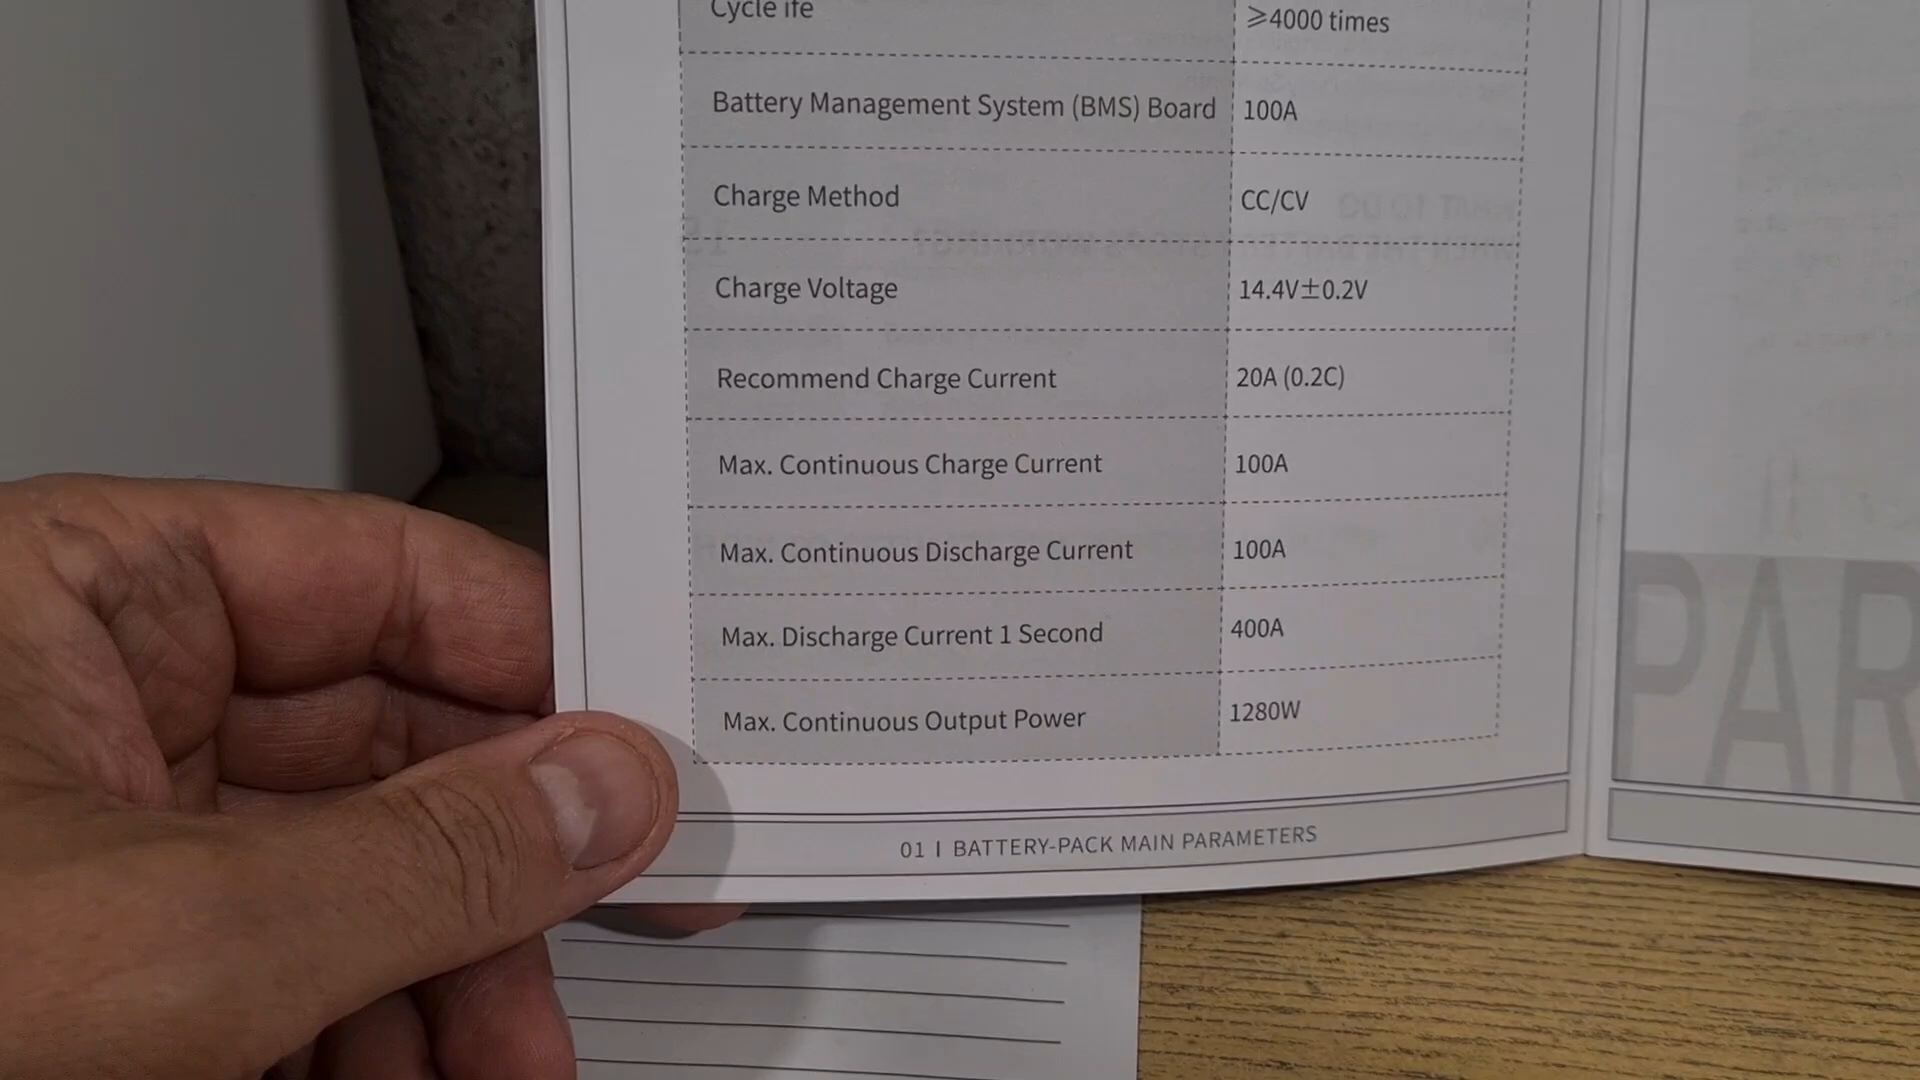 Cycle ife ⩾4000 times
Battery Management System (BMS) Board 100A
Charge Method CC/CV
Charge Voltage 14.4V±0.2V
Recommend Charge Current 20A (0.2C)
Max. Continuous Charge Current 100A
Max. Continuous Discharge Current 100A
Max. Discharge Current 1 Second 400A
Max. Continuous Output Power 1280W
01 I BATTERY-PACK MAIN PARAMETERS
PAR